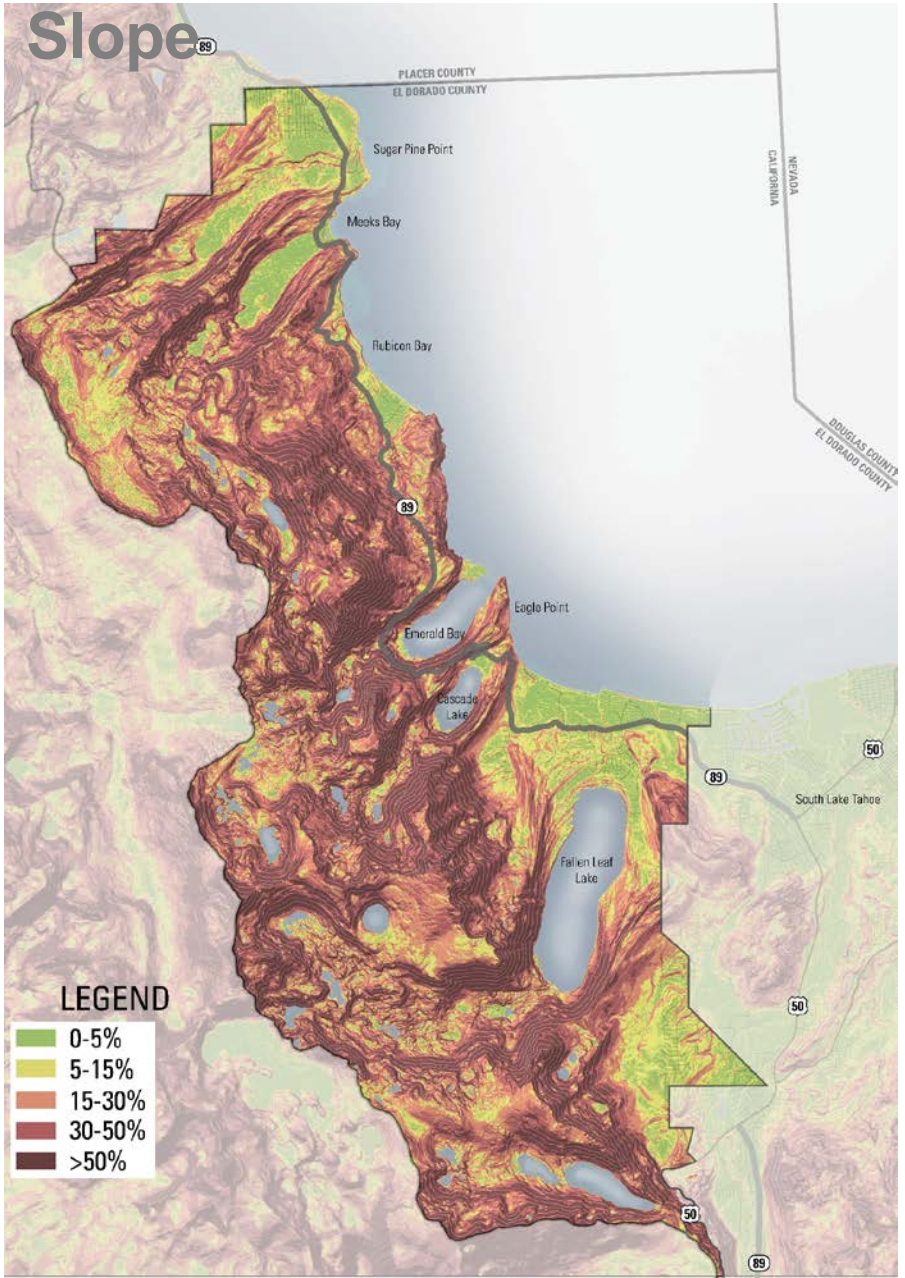 Slope
89
PLACER COUNTY
EL DORADO COUNTY
NEVADA
CALIFORNIA
Sugar Pine Point
Meeks Bay
Rubicon Bay
DOUGLAS COUNTY
EL DORADO COUNTY
89
Eagle Point
Emerald Bay
Cascade
Lake
50
89
South Lake Tahoe
Fallen Leaf
Lake
LEGEND
0-5%
5-15%
15-30%
30-50%
>50%
50
50
89